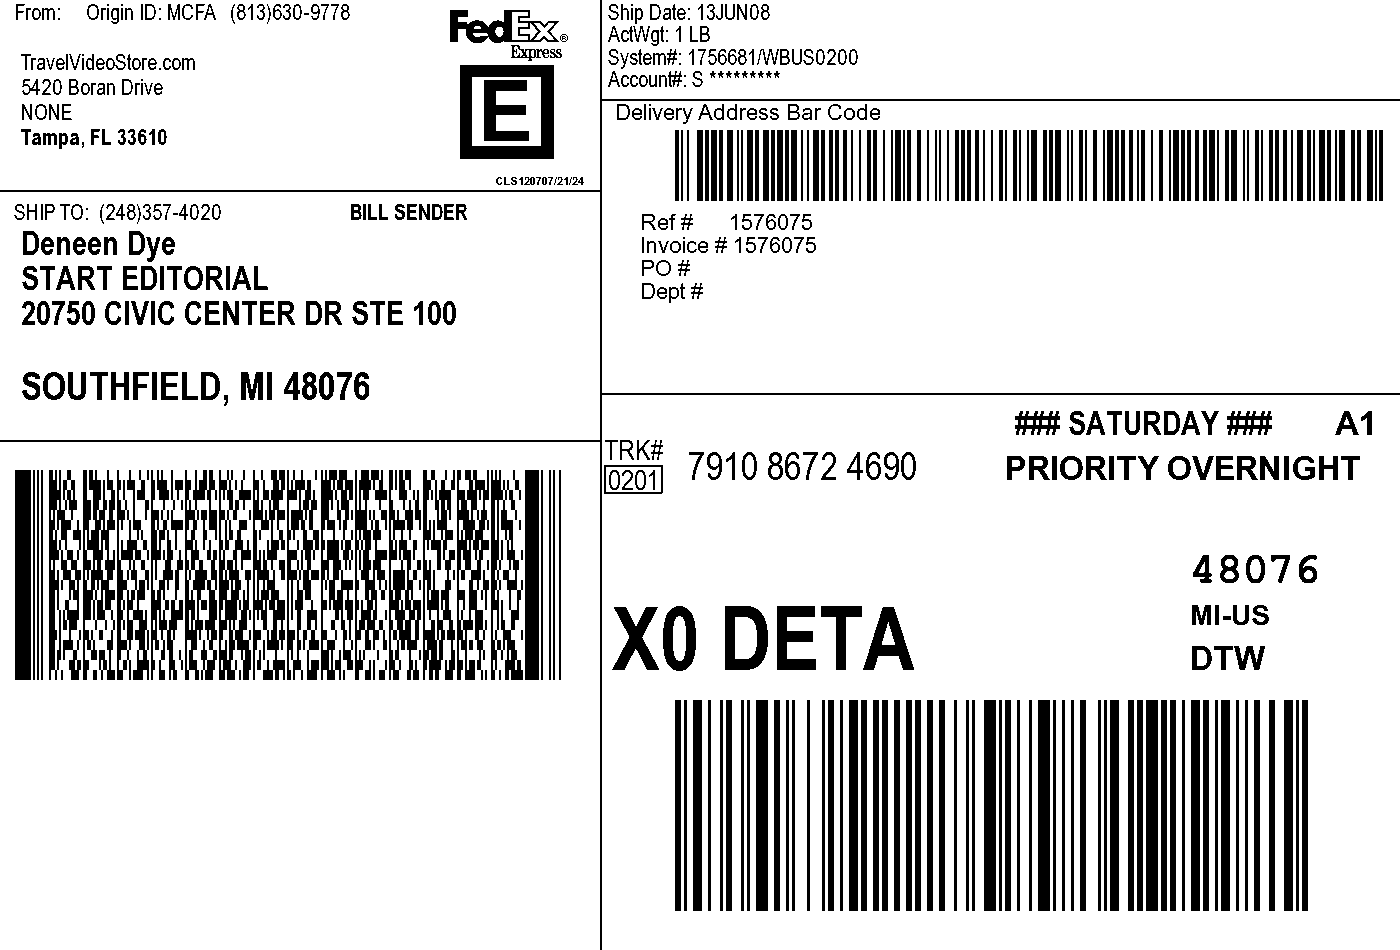 From: Origin ID: MCFA (813)630-9778
TravelVideoStore.com
5420 Boran Drive
NONE
Tampa, FL 33610
FedEx®
Express
E
CLS120707/21/24
Ship Date: 13JUN08
ActWgt: 1 LB
System#: 1756681/WBUS0200
Account#: S *********
Delivery Address Bar Code
SHIP TO: (248)357-4020 BILL SENDER
Deneen Dye
START EDITORIAL
20750 CIVIC CENTER DR STE 100
SOUTHFIELD, MI 48076
Ref # 1576075
Invoice # 1576075
PO #
Dept #
### SATURDAY ### A1
TRK# 7910 8672 4690 PRIORITY OVERNIGHT
0201
48076
X0 DETA MI-US
DTW